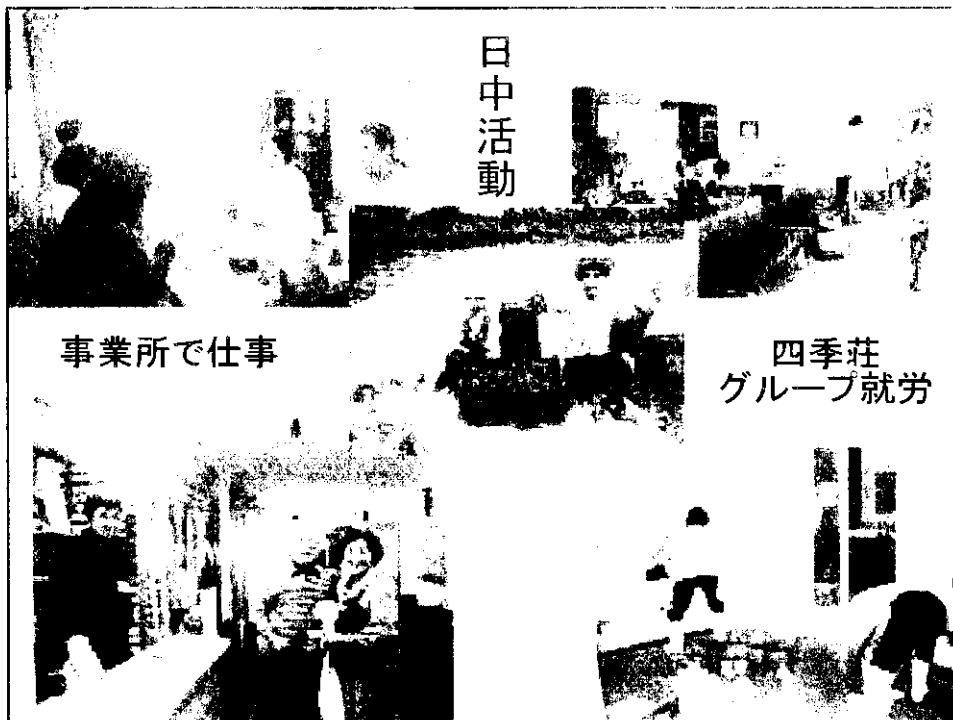 日中活動
事業所で仕事
四季荘
グループ就労